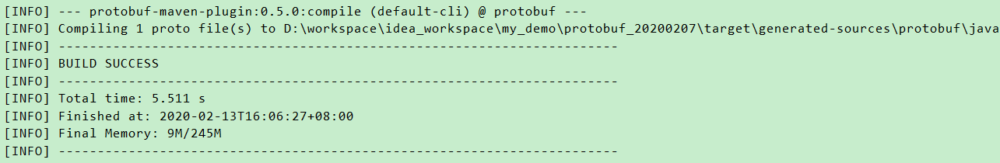 [INFO] --- protobuf-maven-plugin:0.5.0:compile (default-cli) @ protobuf ---
[INFO] Compiling 1 proto file(s) to D:\workspace\idea_workspace\my_demo\protobuf_20200207\target\generated-sources\protobuf\java
[INFO] ------------------------------------------------------------------------
[INFO] BUILD SUCCESS
[INFO] ------------------------------------------------------------------------
[INFO] Total time: 5.511 s
[INFO] Finished at: 2020-02-13T16:06:27+08:00
[INFO] Final Memory: 9M/245M
[INFO] ------------------------------------------------------------------------